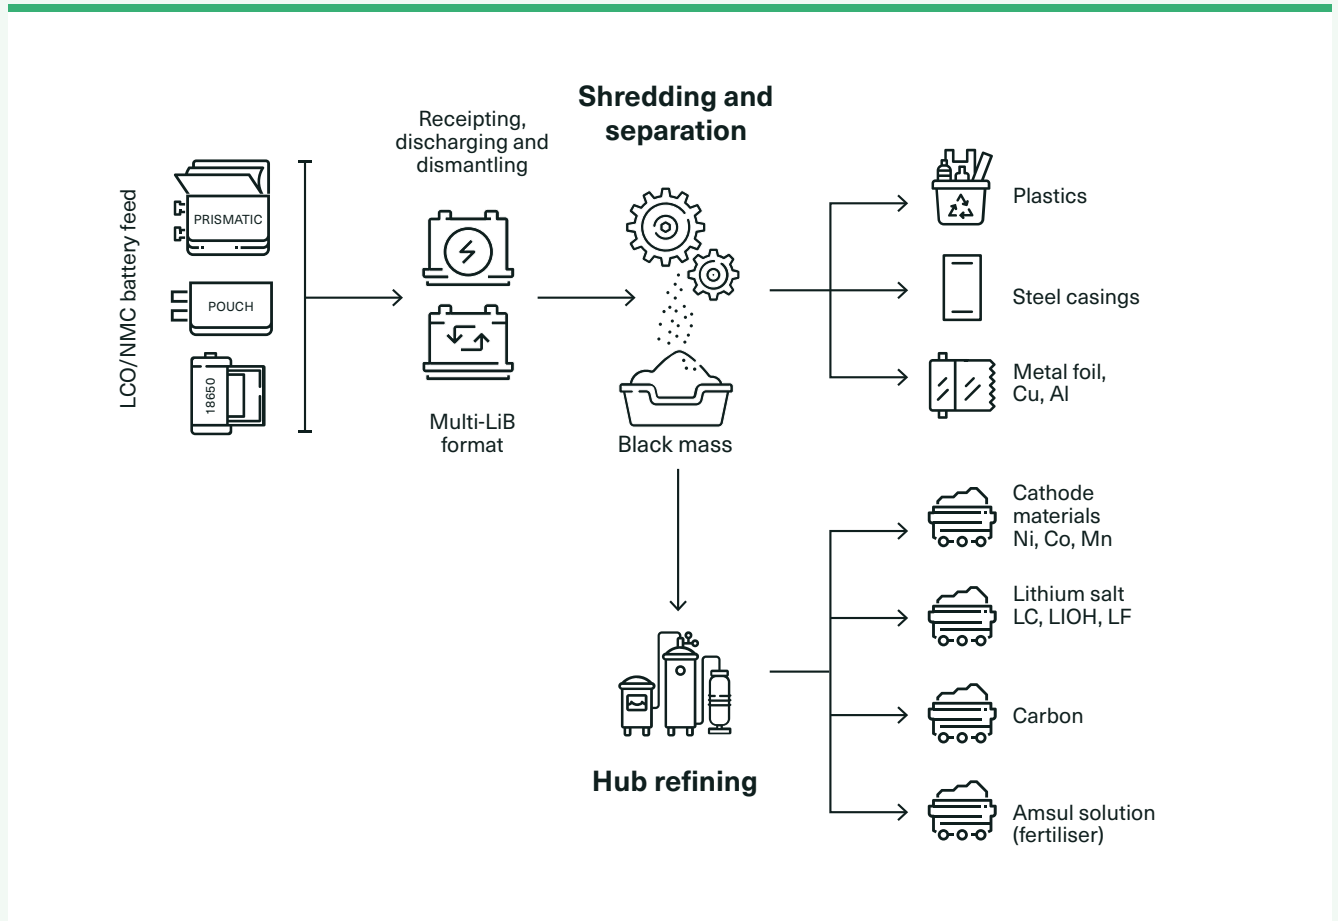 LCO/NMC battery feed
PRISMATIC
POUCH
18650
Receipting,
discharging and
dismantling
Multi-LiB
format
Shredding and
separation
Black mass
Plastics
Steel casings
Metal foil,
Cu, Al
Hub refining
Cathode
materials
Ni, Co, Mn
Lithium salt
LC, LIOH, LF
Carbon
Amsul solution
(fertiliser)